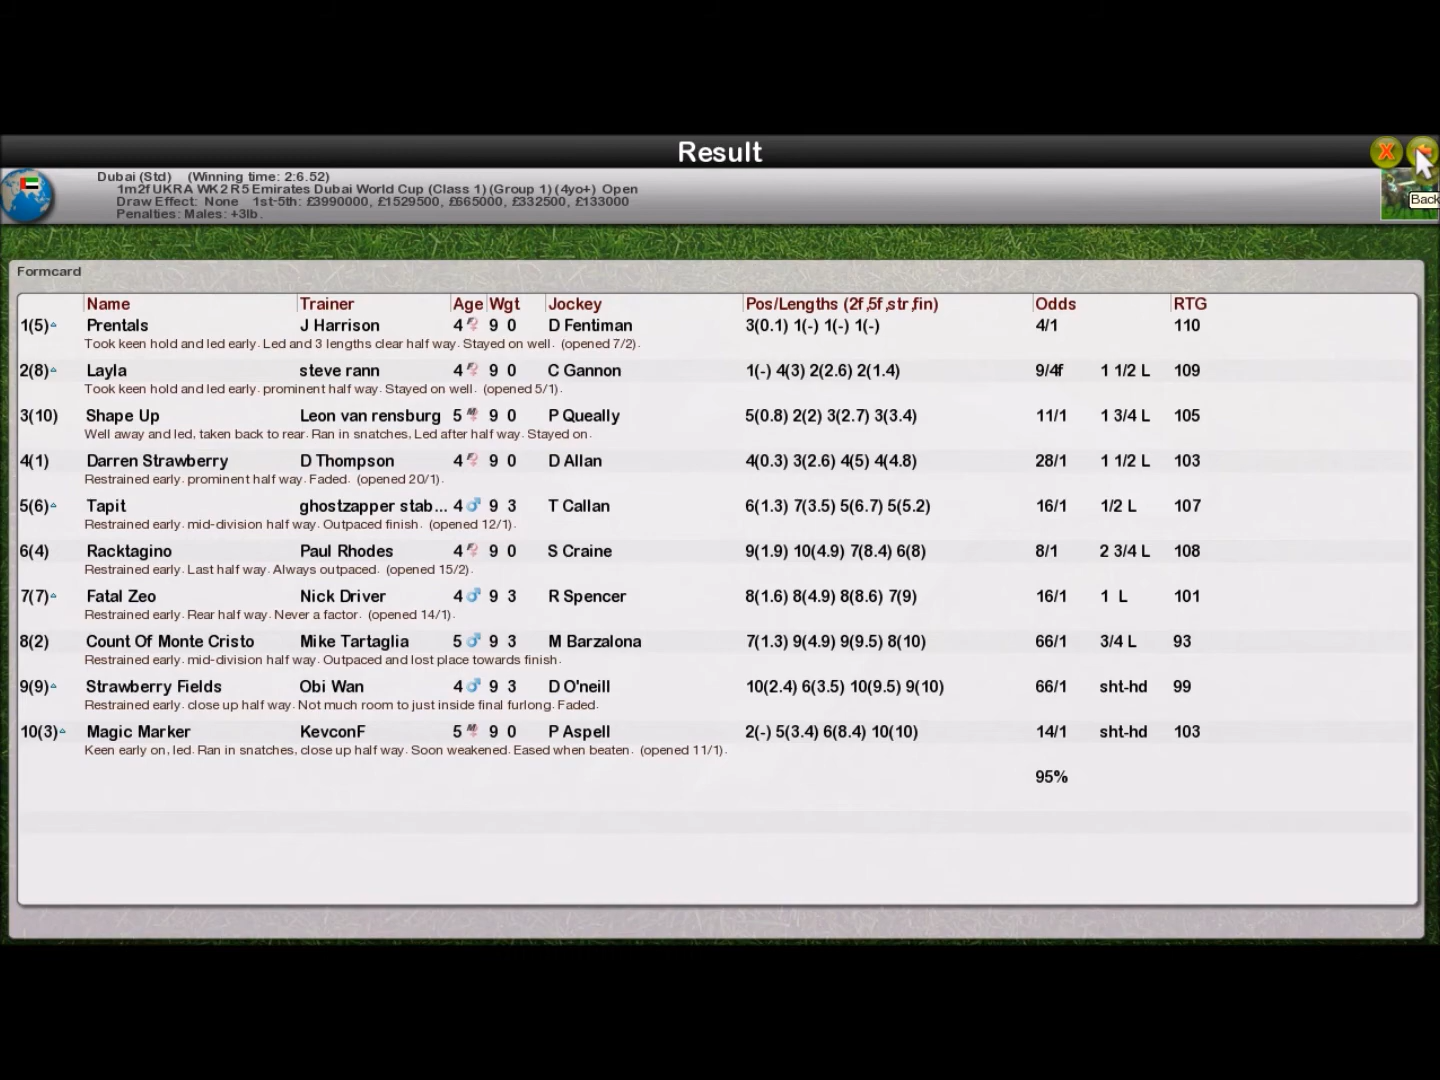 Result
Dubai (Std) (Winning time: 2:6.52)
1m2f UKRA WK2 R5 Emirates Dubai World Cup (Class 1) (Group 1) (4yo+) Open
Draw Effect: None 1st-5th: £3990000, £1529500, £665000, £332500, £133000
Penalties: Males: +3lb.
Back
Formcard
Name Trainer Age Wgt Jockey Pos/Lengths (2f,5f,str,fin) Odds RTG
1(5) Prentals J Harrison 4 9 0 D Fentiman 3(0.1) 1(-) 1(-) 1(-) 4/1 110
Took keen hold and led early. Led and 3 lengths clear half way. Stayed on well. (opened 7/2).
2(8) Layla steve rann 4 9 0 C Gannon 1(-) 4(3) 2(2.6) 2(1.4) 9/4f 1 1/2 L 109
Took keen hold and led early. prominent half way. Stayed on well. (opened 5/1).
3(10) Shape Up Leon van rensburg 5 9 0 P Queally 5(0.8) 2(2) 3(2.7) 3(3.4) 11/1 1 3/4 L 105
Well away and led, taken back to rear. Ran in snatches, Led after half way. Stayed on.
4(1) Darren Strawberry D Thompson 4 9 0 D Allan 4(0.3) 3(2.6) 4(5) 4(4.8) 28/1 1 1/2 L 103
Restrained early. prominent half way. Faded. (opened 20/1).
5(6) Tapit ghostzapper stab... 4 9 3 T Callan 6(1.3) 7(3.5) 5(6.7) 5(5.2) 16/1 1/2 L 107
Restrained early. mid-division half way. Outpaced finish. (opened 12/1).
6(4) Racktagino Paul Rhodes 4 9 0 S Craine 9(1.9) 10(4.9) 7(8.4) 6(8) 8/1 2 3/4 L 108
Restrained early. Last half way. Always outpaced. (opened 15/2).
7(7) Fatal Zeo Nick Driver 4 9 3 R Spencer 8(1.6) 8(4.9) 8(8.6) 7(9) 16/1 1 L 101
Restrained early. Rear half way. Never a factor. (opened 14/1).
8(2) Count Of Monte Cristo Mike Tartaglia 5 9 3 M Barzalona 7(1.3) 9(4.9) 9(9.5) 8(10) 66/1 3/4 L 93
Restrained early. mid-division half way. Outpaced and lost place towards finish.
9(9) Strawberry Fields Obi Wan 4 9 3 D O'neill 10(2.4) 6(3.5) 10(9.5) 9(10) 66/1 sht-hd 99
Restrained early. close up half way. Not much room to just inside final furlong. Faded.
10(3) Magic Marker KevconF 5 9 0 P Aspell 2(-) 5(3.4) 6(8.4) 10(10) 14/1 sht-hd 103
Keen early on, led. Ran in snatches, close up half way. Soon weakened. Eased when beaten. (opened 11/1).
95%